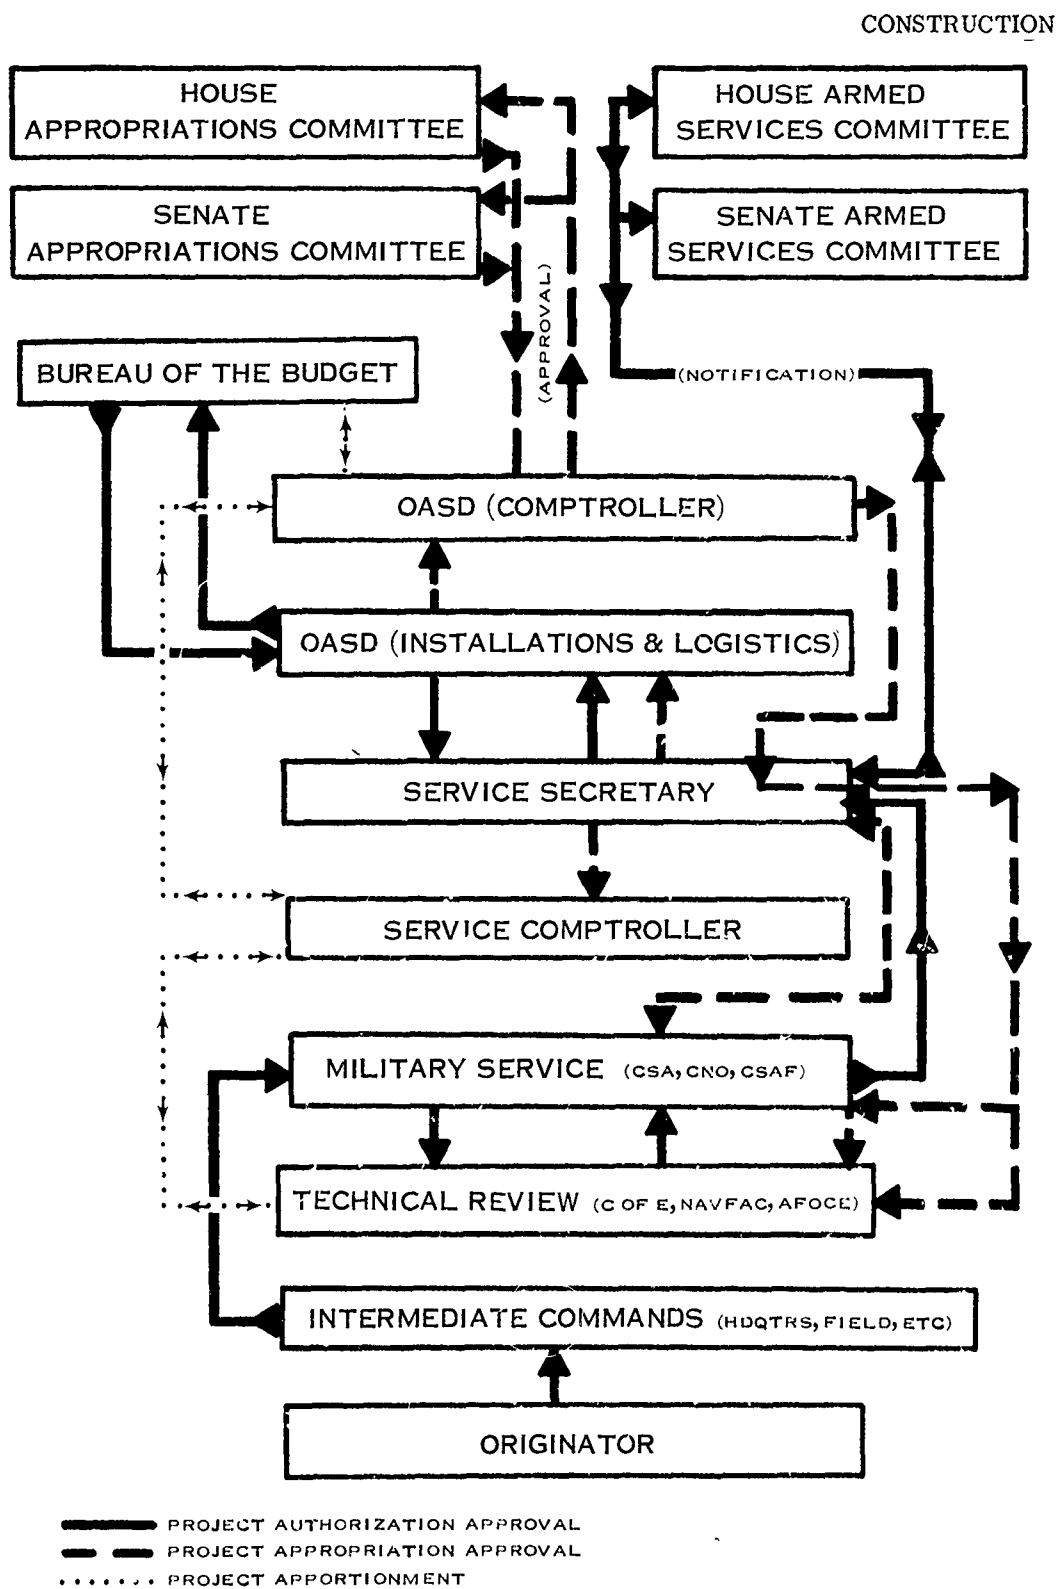 CONSTRUCTION
HOUSE
APPROPRIATIONS COMMITTEE
HOUSE ARMED
SERVICES COMMITTEE
SENATE
APPROPRIATIONS COMMITTEE
SENATE ARMED
SERVICES COMMITTEE
(APPROVAL)
BUREAU OF THE BUDGET
(NOTIFICATION)
OASD (COMPTROLLER)
OASD (INSTALLATIONS & LOGISTICS)
SERVICE SECRETARY
SERVICE COMPTROLLER
MILITARY SERVICE (CSA, CNO, CSAF)
TECHNICAL REVIEW (C OF E, NAVFAC, AFOCE)
INTERMEDIATE COMMANDS (HDQTRS, FIELD, ETC)
ORIGINATOR
PROJECT AUTHORIZATION APPROVAL
PROJECT APPROPRIATION APPROVAL
PROJECT APPORTIONMENT